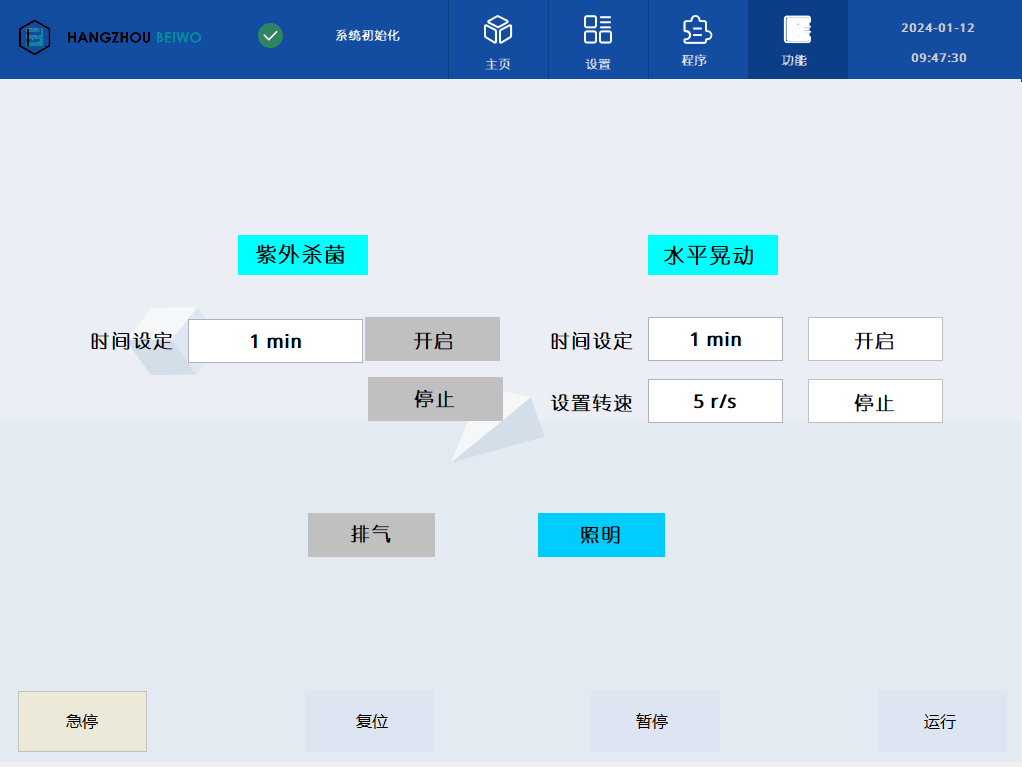 HANGZHOU BEIWO
系统初始化
主页
设置
程序
功能
2024-01-12
09:47:30
紫外杀菌
水平晃动
时间设定 1 min 开启
时间设定 1 min 开启
停止
设置转速 5 r/s 停止
排气
照明
急停
复位
暂停
运行